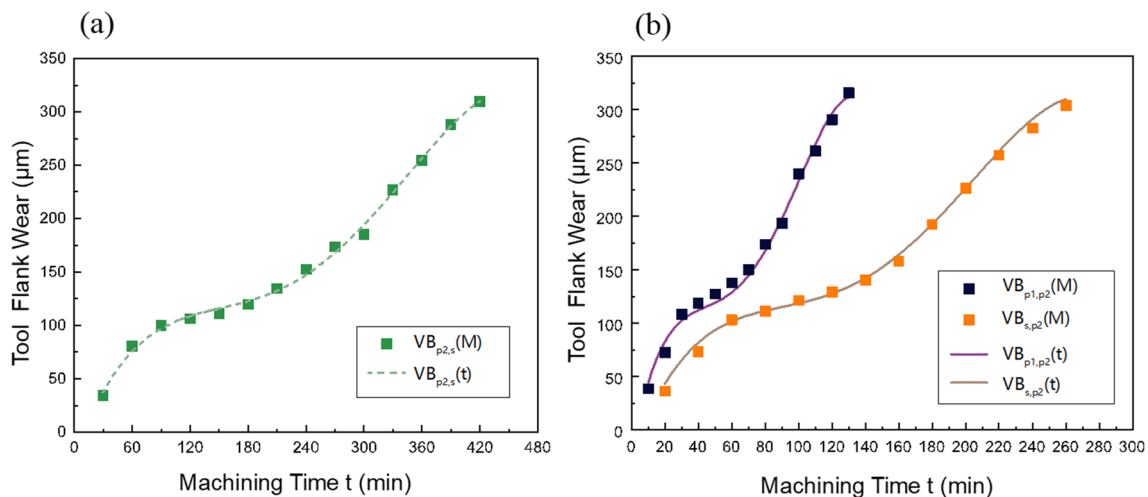 (a)
Tool Flank Wear (μm)
350
300
250
200
150
100
50
0
0 60 120 180 240 300 360 420 480
Machining Time t (min)
VBp2,s(M)
VBp2,s(t)
(b)
Tool Flank Wear (μm)
350
300
250
200
150
100
50
0
0 20 40 60 80 100 120 140 160 180 200 220 240 260 280 300
Machining Time t (min)
VBp1,p2(M)
VBs,p2(M)
VBp1,p2(t)
VBs,p2(t)